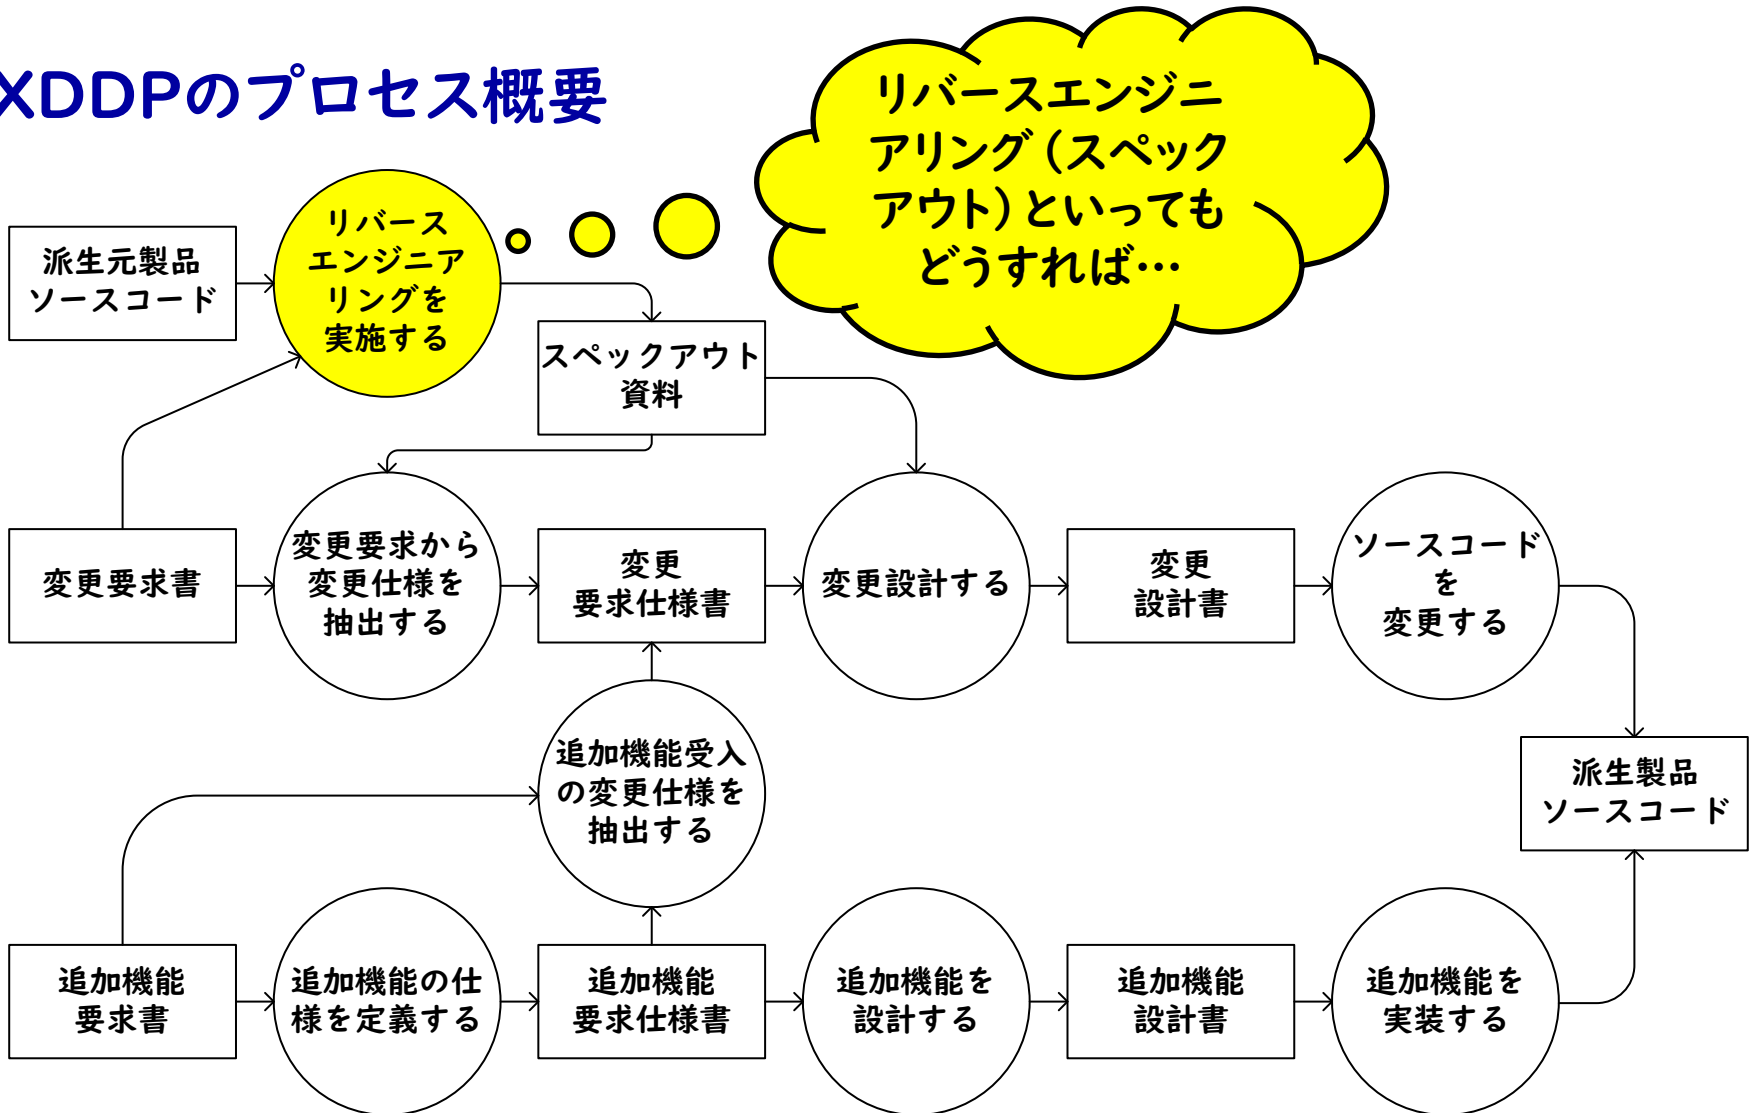 XDDPのプロセス概要
リバースエンジニ
アリング（スペック
アウト）といっても
どうすれば…
リバース
エンジニア
リングを
実施する
派生元製品
ソースコード
スペックアウト
資料
変更要求書
変更要求から
変更仕様を
抽出する
変更
要求仕様書
変更設計する
変更
設計書
ソースコード
を
変更する
追加機能受入
の変更仕様を
抽出する
派生製品
ソースコード
追加機能
要求書
追加機能の仕
様を定義する
追加機能
要求仕様書
追加機能を
設計する
追加機能
設計書
追加機能を
実装する